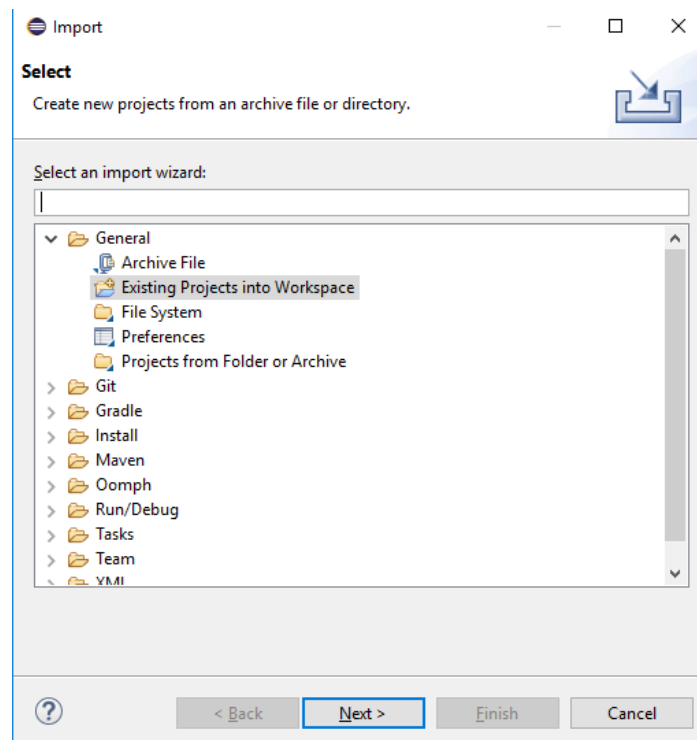 Import
Select
Create new projects from an archive file or directory.
Select an import wizard:
General
Archive File
Existing Projects into Workspace
File System
Preferences
Projects from Folder or Archive
Git
Gradle
Install
Maven
Oomph
Run/Debug
Tasks
Team
XML
< Back Next > Finish Cancel